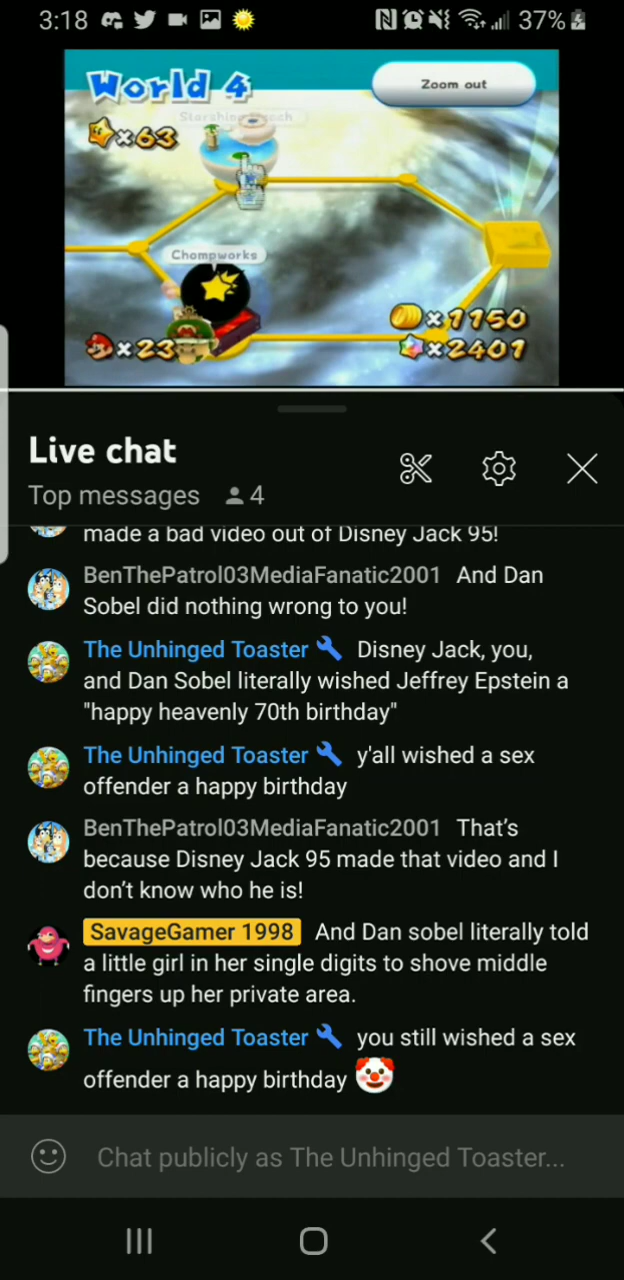 3:18
37%
World 4
Zoom out
Starshine Beach
×63
Chompworks
×1150
×23
×2401
Live chat
Top messages 4
made a bad video out of Disney Jack 95!
BenThePatrol03MediaFanatic2001 And Dan
Sobel did nothing wrong to you!
The Unhinged Toaster Disney Jack, you,
and Dan Sobel literally wished Jeffrey Epstein a
"happy heavenly 70th birthday"
The Unhinged Toaster y'all wished a sex
offender a happy birthday
BenThePatrol03MediaFanatic2001 That's
because Disney Jack 95 made that video and I
don't know who he is!
SavageGamer 1998 And Dan sobel literally told
a little girl in her single digits to shove middle
fingers up her private area.
The Unhinged Toaster you still wished a sex
offender a happy birthday 🤡
Chat publicly as The Unhinged Toaster...